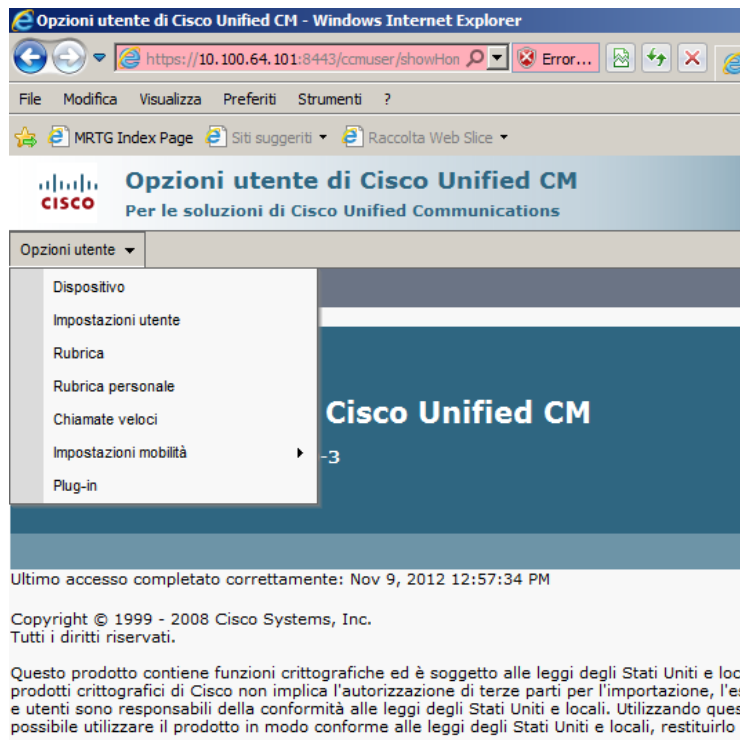 Opzioni utente di Cisco Unified CM - Windows Internet Explorer
https://10.100.64.101:8443/ccmuser/showHon
Error...
File Modifica Visualizza Preferiti Strumenti ?
MRTG Index Page Siti suggeriti Raccolta Web Slice
CISCO
Opzioni utente di Cisco Unified CM
Per le soluzioni di Cisco Unified Communications
Opzioni utente
Dispositivo
Impostazioni utente
Rubrica
Rubrica personale
Chiamate veloci
Impostazioni mobilità
Plug-in
Cisco Unified CM
-3
Ultimo accesso completato correttamente: Nov 9, 2012 12:57:34 PM
Copyright © 1999 - 2008 Cisco Systems, Inc.
Tutti i diritti riservati.
Questo prodotto contiene funzioni crittografiche ed è soggetto alle leggi degli Stati Uniti e loc
prodotti crittografici di Cisco non implica l'autorizzazione di terze parti per l'importazione, l'es
e utenti sono responsabili della conformità alle leggi degli Stati Uniti e locali. Utilizzando ques
possibile utilizzare il prodotto in modo conforme alle leggi degli Stati Uniti e locali, restituirlo